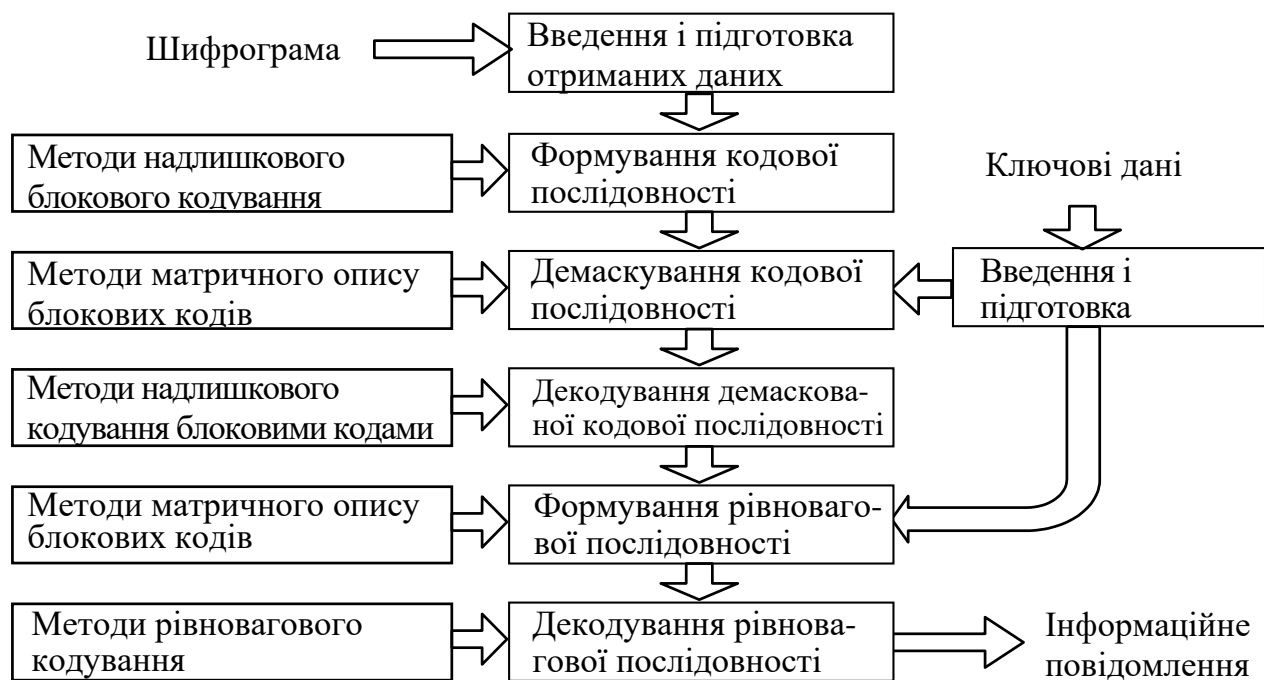 Шифрограма
Введення і підготовка
отриманих даних
Методи надлишкового
блокового кодування
Формування кодової
послідовності
Ключові дані
Методи матричного опису
блокових кодів
Демаскування кодової
послідовності
Введення і
підготовка
Методи надлишкового
кодування блоковими кодами
Декодування демаскова-
ної кодової послідовності
Методи матричного опису
блокових кодів
Формування рівноваго-
вої послідовності
Методи рівновагового
кодування
Декодування рівнова-
гової послідовності
Інформаційне
повідомлення